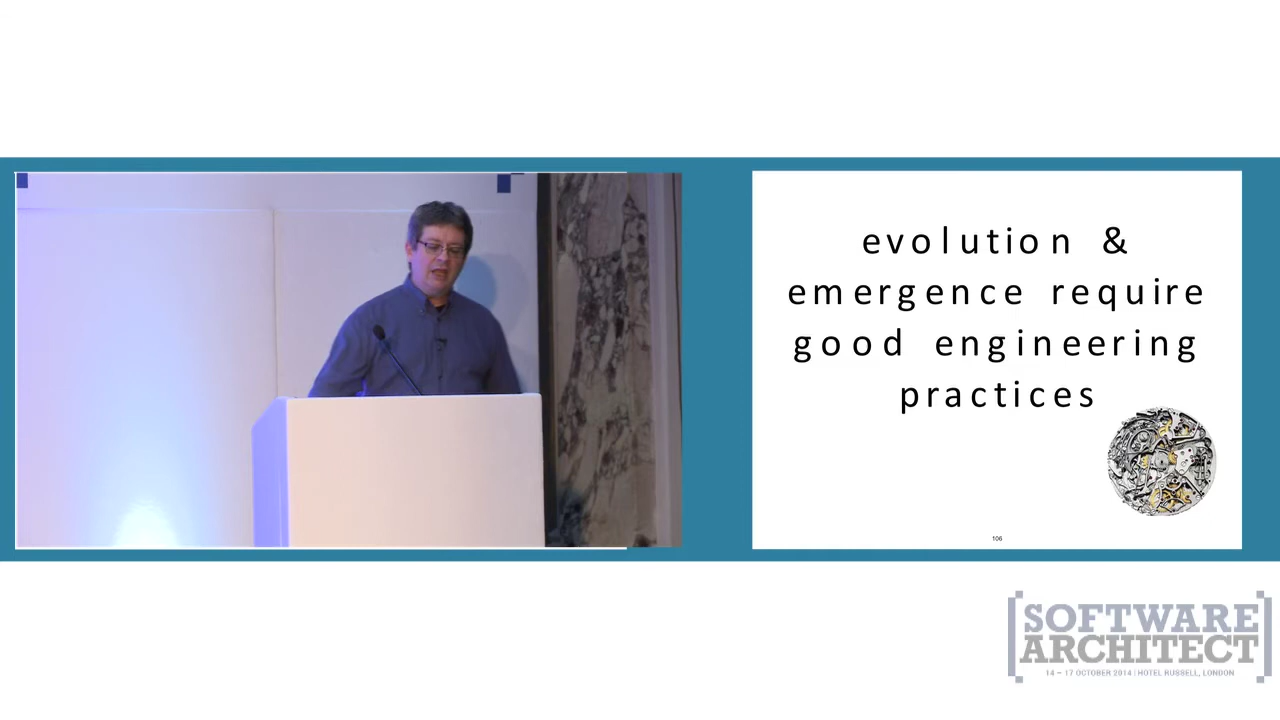 evolution &
emergence require
good engineering
practices
106
[SOFTWARE
ARCHITECT]
14 – 17 OCTOBER 2014 | HOTEL RUSSELL, LONDON